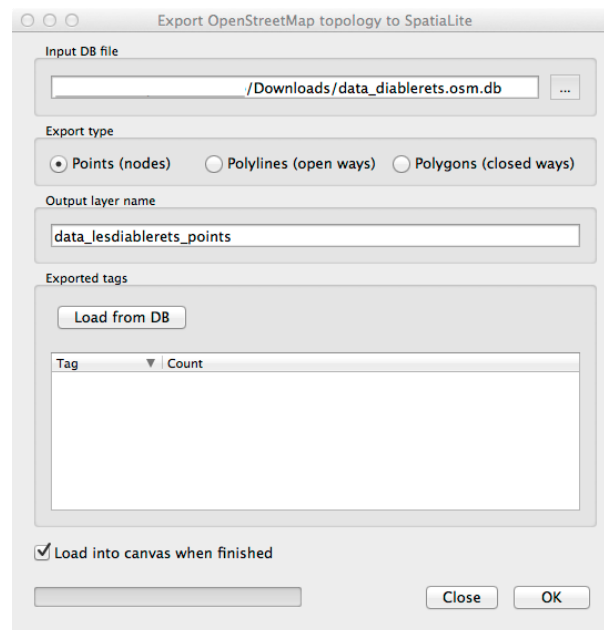 Export OpenStreetMap topology to SpatiaLite
Input DB file
/Downloads/data_diablerets.osm.db ...
Export type
Points (nodes) Polylines (open ways) Polygons (closed ways)
Output layer name
data_lesdiablerets_points
Exported tags
Load from DB
Tag Count
Load into canvas when finished
Close OK